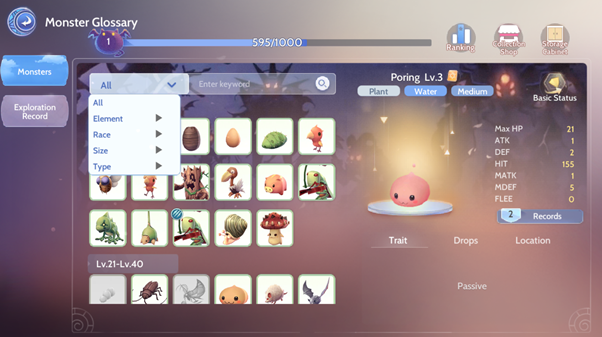 Monster Glossary
1
595/1000
Ranking
Collection Shop
Storage Cabinet
Monsters
Exploration
Record
All
Enter keyword
All
Element
Race
Size
Type
Lv.21-Lv.40
Poring Lv.3
Plant
Water
Medium
Basic Status
Max HP 21
ATK 1
DEF 2
HIT 155
MATK 1
MDEF 5
FLEE 0
2 Records
Trait
Drops
Location
Passive